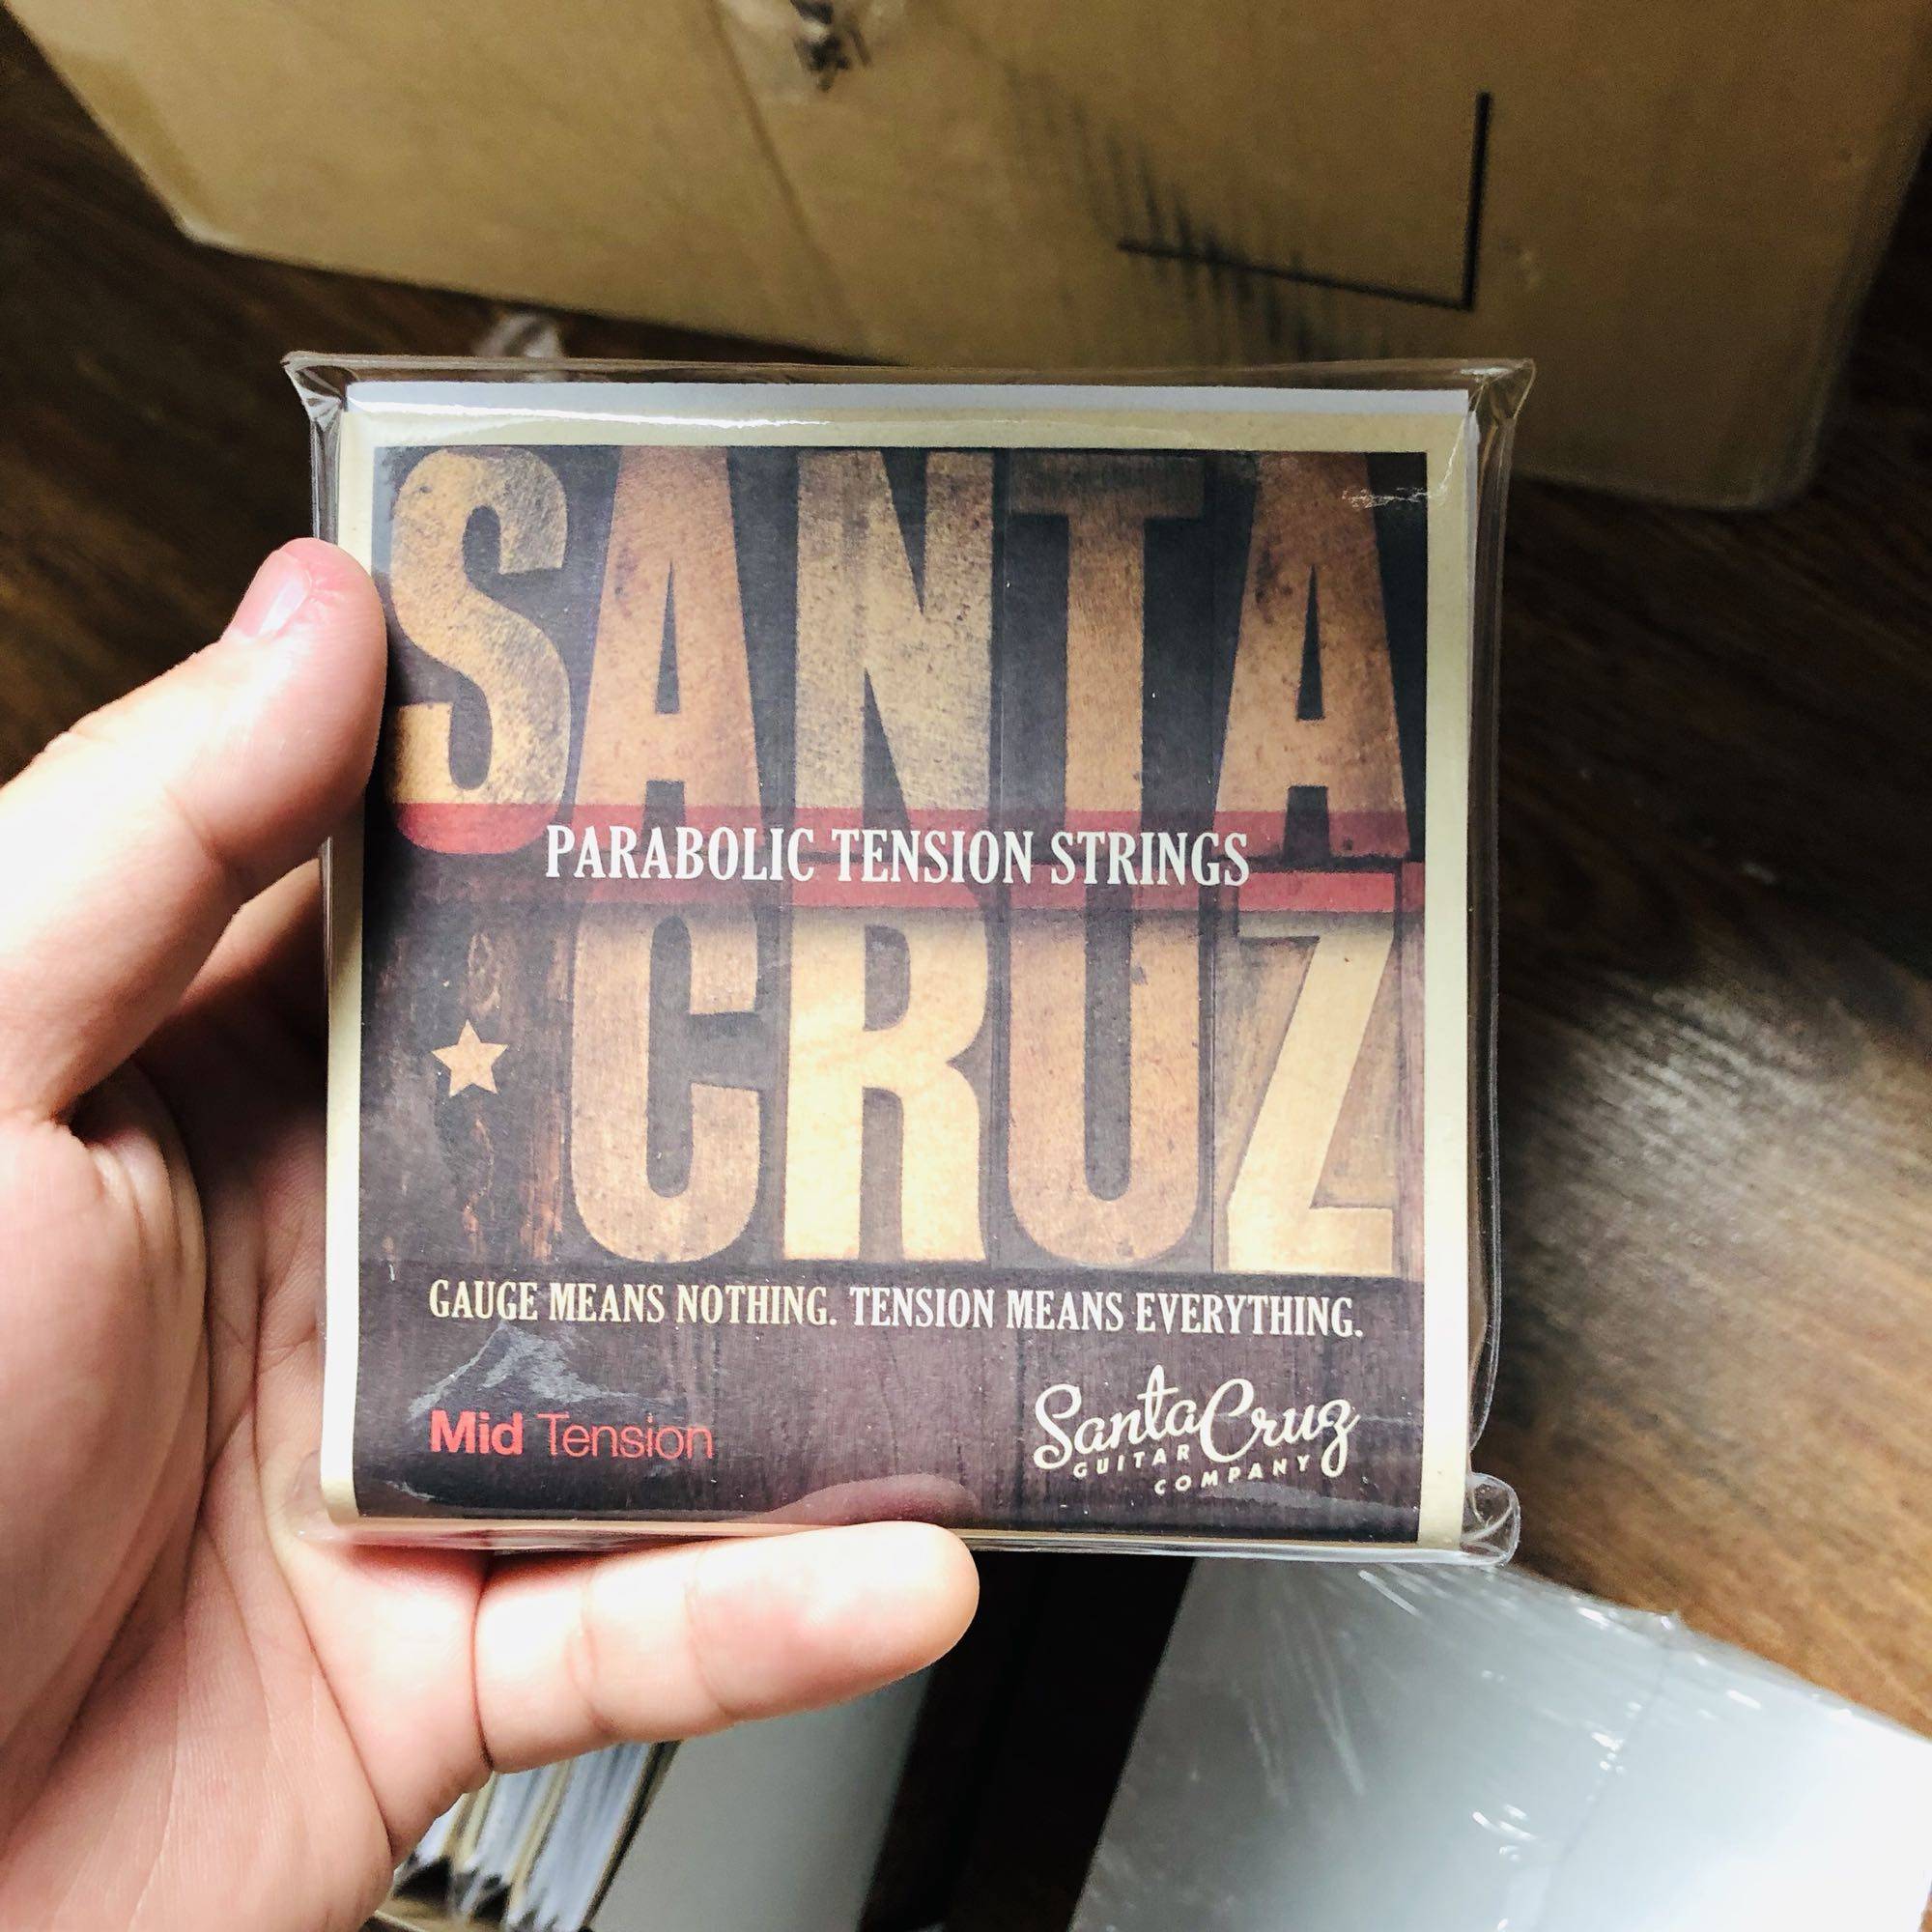 SANTA
PARABOLIC TENSION STRINGS
CRUZ
GAUGE MEANS NOTHING. TENSION MEANS EVERYTHING.
Mid Tension
Santa Cruz
GUITAR
COMPANY